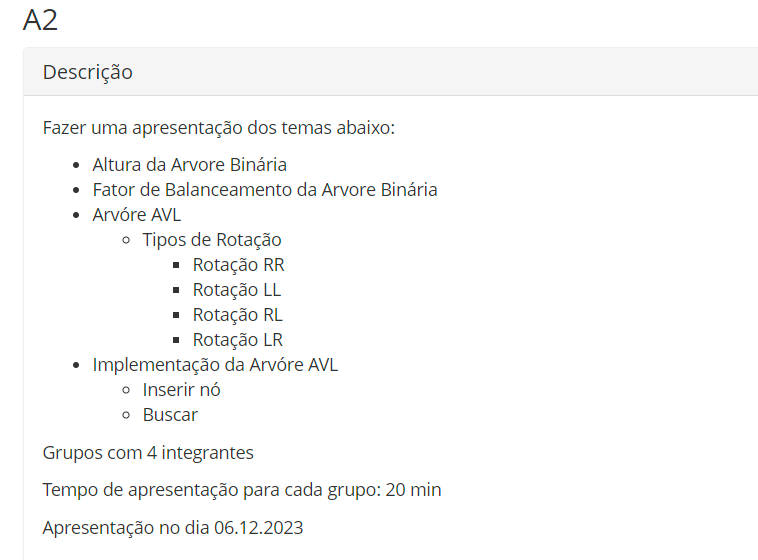 A2
Descrição
Fazer uma apresentação dos temas abaixo:
Altura da Arvore Binária
Fator de Balanceamento da Arvore Binária
Arvóre AVL
Tipos de Rotação
Rotação RR
Rotação LL
Rotação RL
Rotação LR
Implementação da Arvóre AVL
Inserir nó
Buscar
Grupos com 4 integrantes
Tempo de apresentação para cada grupo: 20 min
Apresentação no dia 06.12.2023